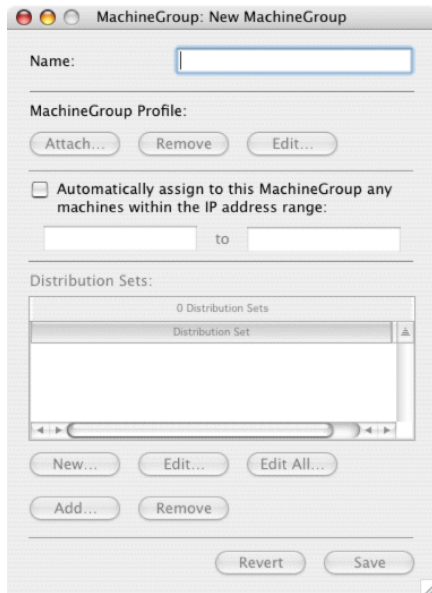 MachineGroup: New MachineGroup
Name:
MachineGroup Profile:
Attach... Remove Edit...
Automatically assign to this MachineGroup any
machines within the IP address range:
to
Distribution Sets:
0 Distribution Sets
Distribution Set
New... Edit... Edit All...
Add... Remove
Revert Save